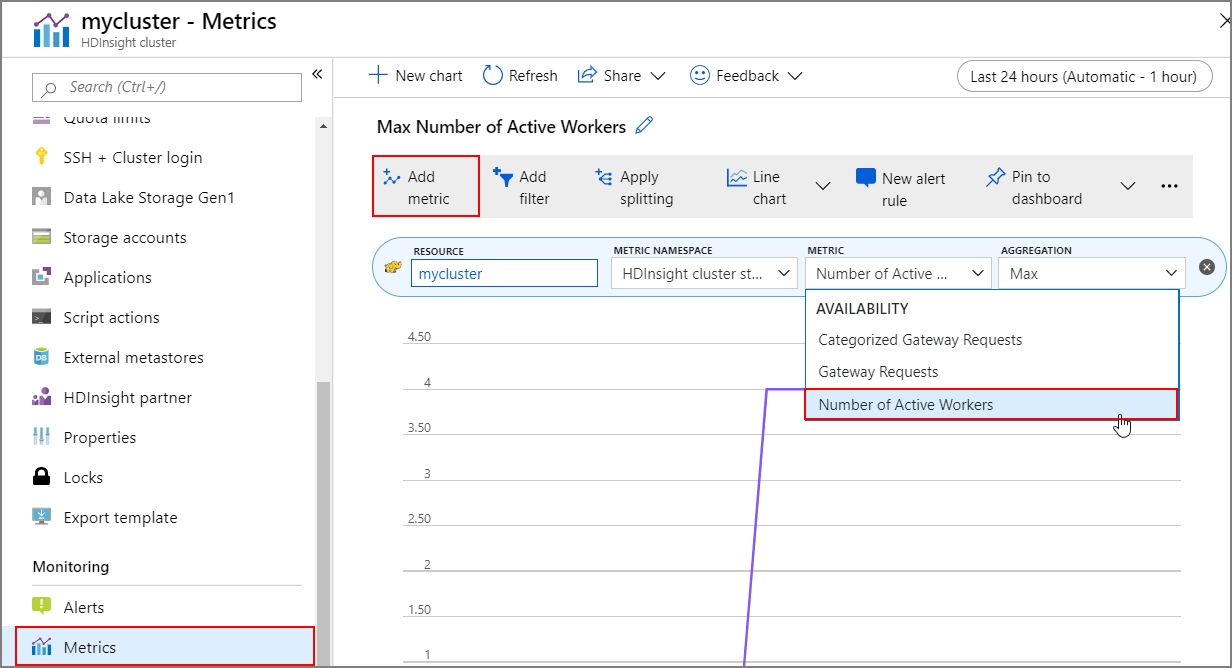 mycluster - Metrics
HDInsight cluster
Search (Ctrl+/)
Quota limits
SSH + Cluster login
Data Lake Storage Gen1
Storage accounts
Applications
Script actions
External metastores
HDInsight partner
Properties
Locks
Export template
Monitoring
Alerts
Metrics
New chart
Refresh
Share
Feedback
Last 24 hours (Automatic - 1 hour)
Max Number of Active Workers
Add
metric
Add
filter
Apply
splitting
Line
chart
New alert
rule
Pin to
dashboard
RESOURCE
mycluster
METRIC NAMESPACE
HDInsight cluster st...
METRIC
Number of Active ...
AGGREGATION
Max
AVAILABILITY
Categorized Gateway Requests
Gateway Requests
Number of Active Workers
4.50
4
3.50
3
2.50
2
1.50
1